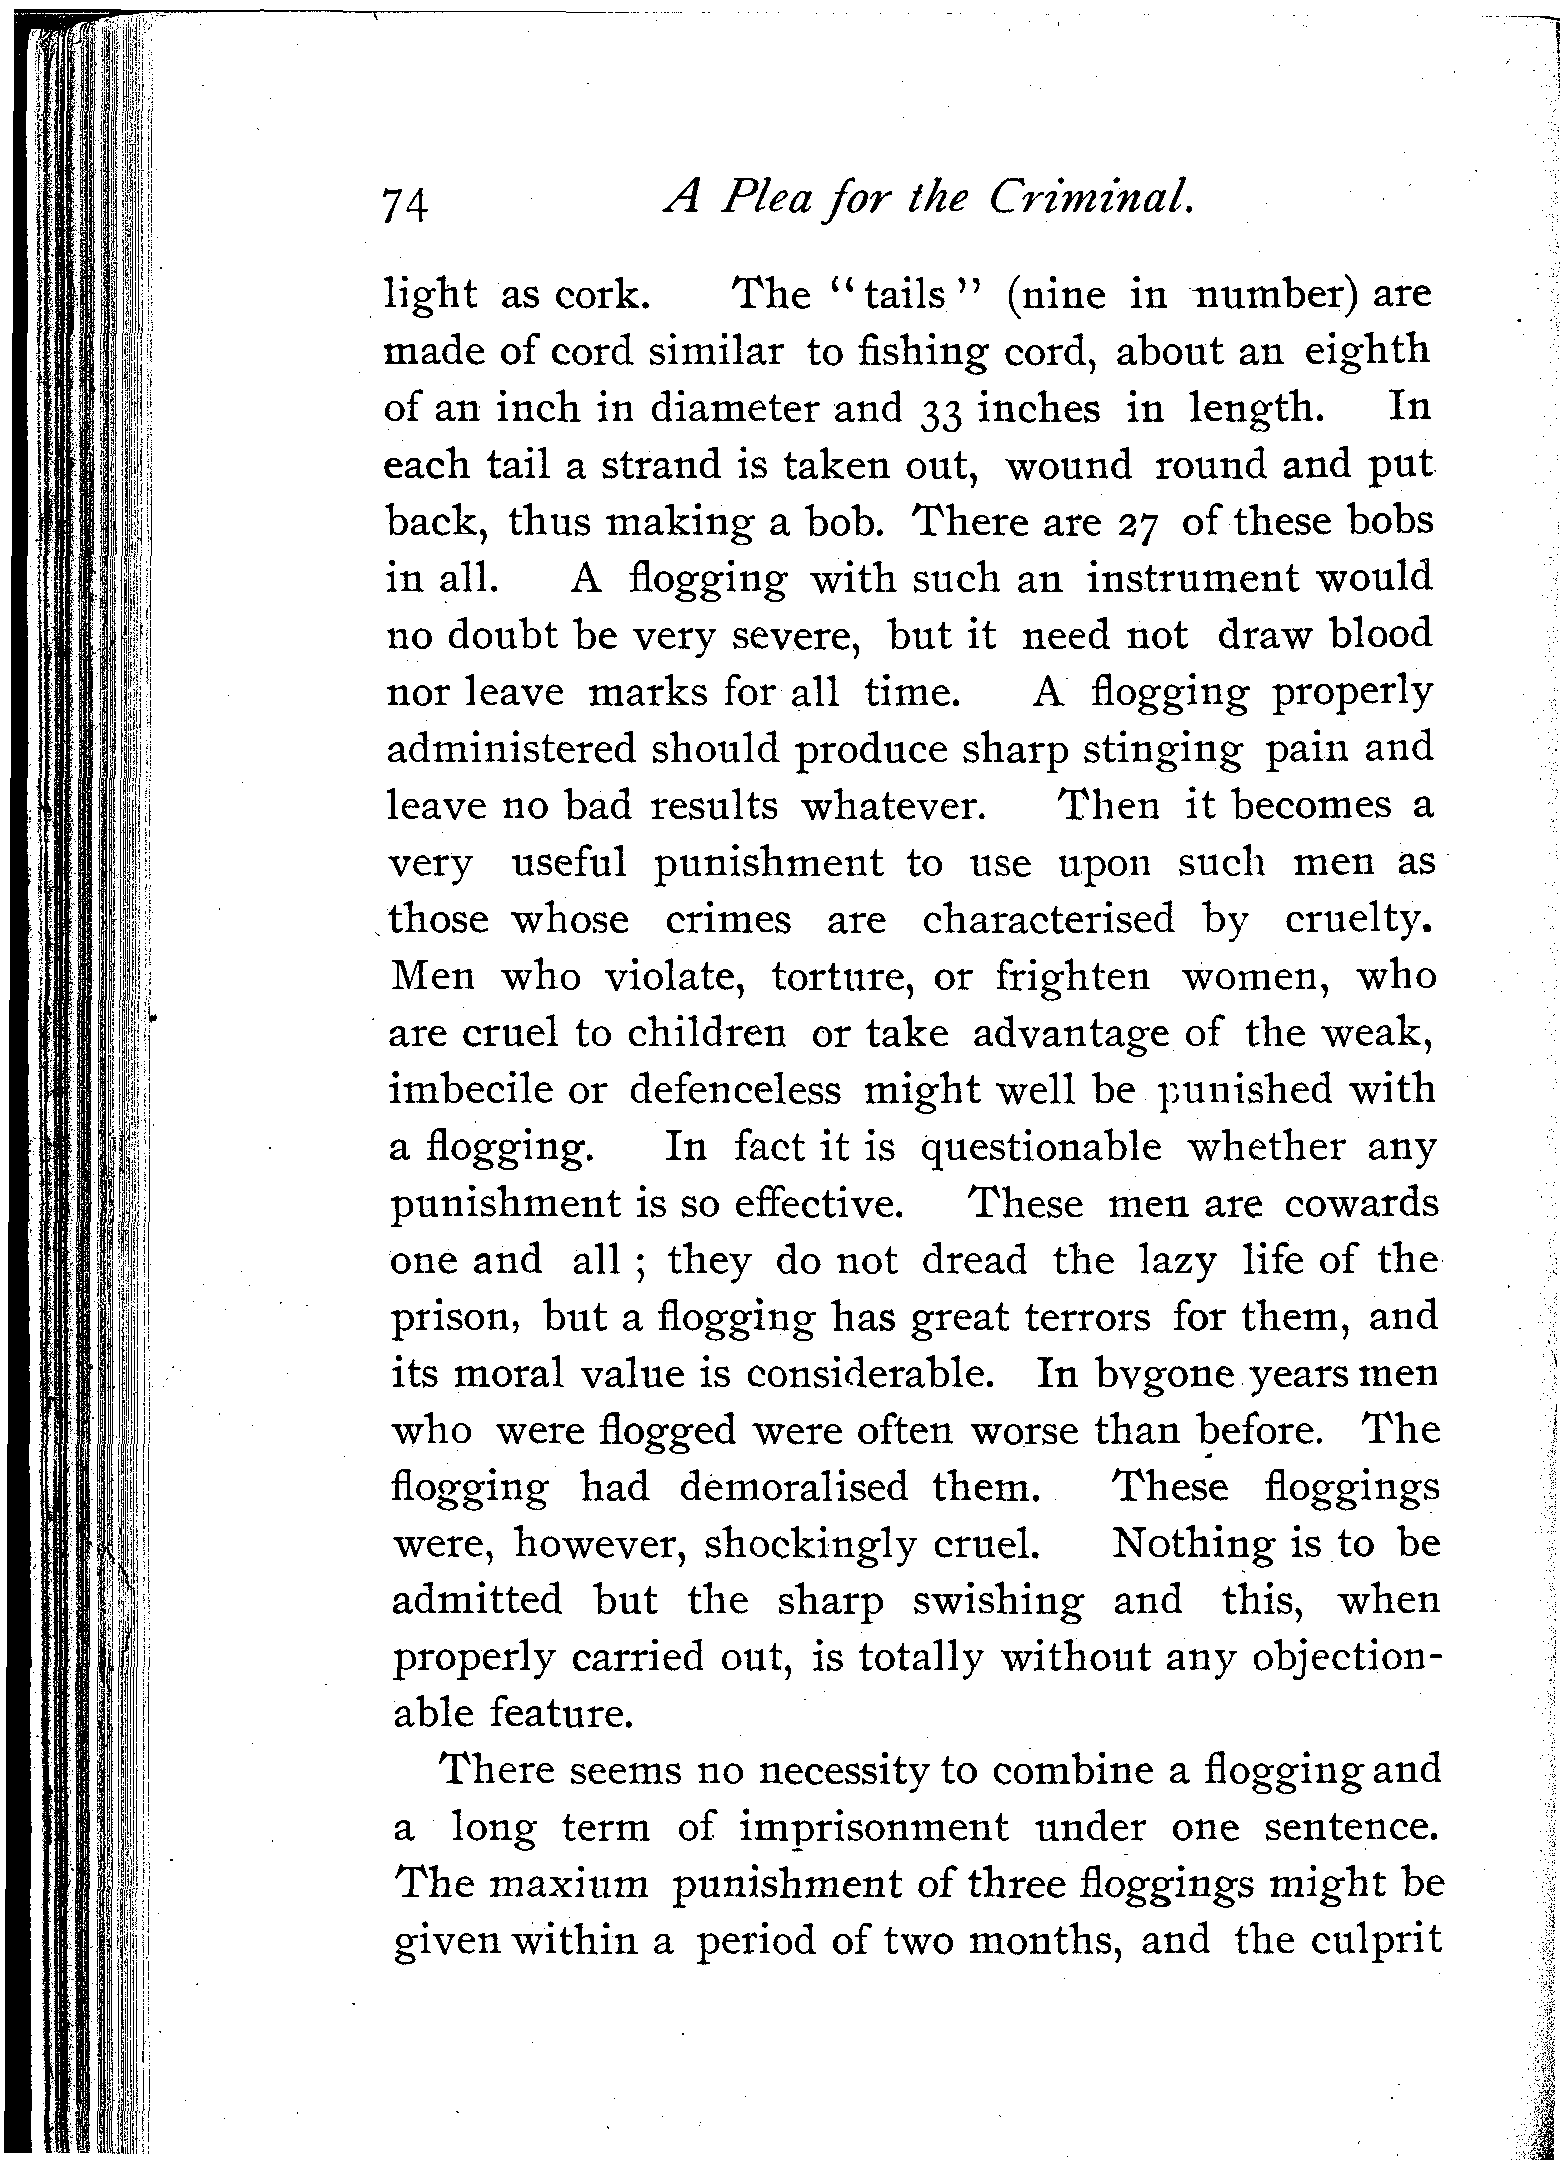 74 A Plea for the Criminal.
light as cork. The “tails” (nine in number) are
made of cord similar to fishing cord, about an eighth
of an inch in diameter and 33 inches in length. In
each tail a strand is taken out, wound round and put
back, thus making a bob. There are 27 of these bobs
in all. A flogging with such an instrument would
no doubt be very severe, but it need not draw blood
nor leave marks for all time. A flogging properly
administered should produce sharp stinging pain and
leave no bad results whatever. Then it becomes a
very useful punishment to use upon such men as
those whose crimes are characterised by cruelty.
Men who violate, torture, or frighten women, who
are cruel to children or take advantage of the weak,
imbecile or defenceless might well be punished with
a flogging. In fact it is questionable whether any
punishment is so effective. These men are cowards
one and all ; they do not dread the lazy life of the
prison, but a flogging has great terrors for them, and
its moral value is considerable. In bygone years men
who were flogged were often worse than before. The
flogging had demoralised them. These floggings
were, however, shockingly cruel. Nothing is to be
admitted but the sharp swishing and this, when
properly carried out, is totally without any objection-
able feature.
There seems no necessity to combine a flogging and
a long term of imprisonment under one sentence.
The maxium punishment of three floggings might be
given within a period of two months, and the culprit